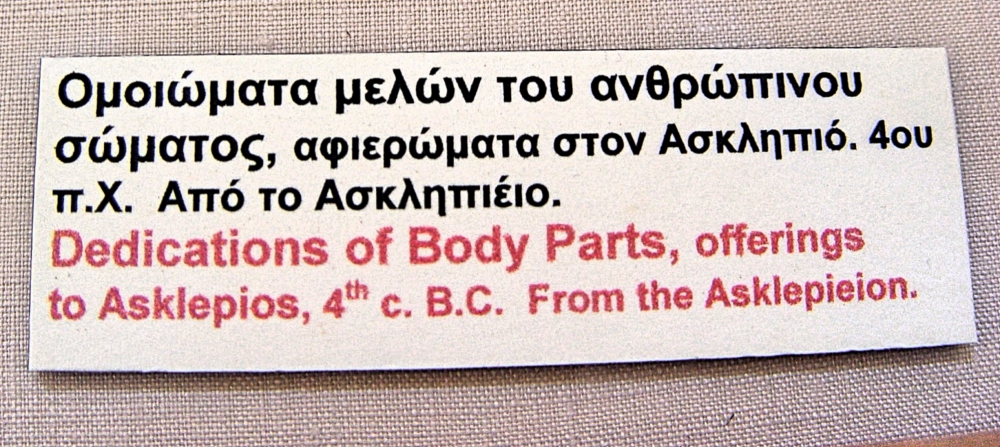 Ομοιώματα μελών του ανθρώπινου
σώματος, αφιερώματα στον Ασκληπιό. 4ου
π.Χ. Από το Ασκληπιέιο.
Dedications of Body Parts, offerings
to Asklepios, 4th c. B.C. From the Asklepieion.